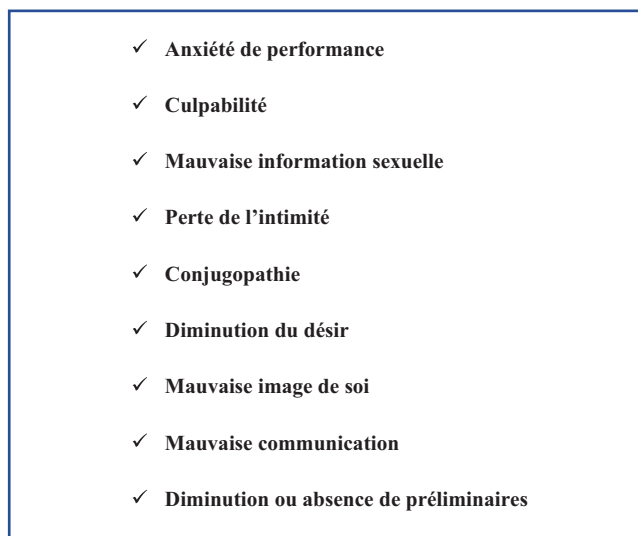 ✓ Anxiété de performance
✓ Culpabilité
✓ Mauvaise information sexuelle
✓ Perte de l’intimité
✓ Conjugopathie
✓ Diminution du désir
✓ Mauvaise image de soi
✓ Mauvaise communication
✓ Diminution ou absence de préliminaires